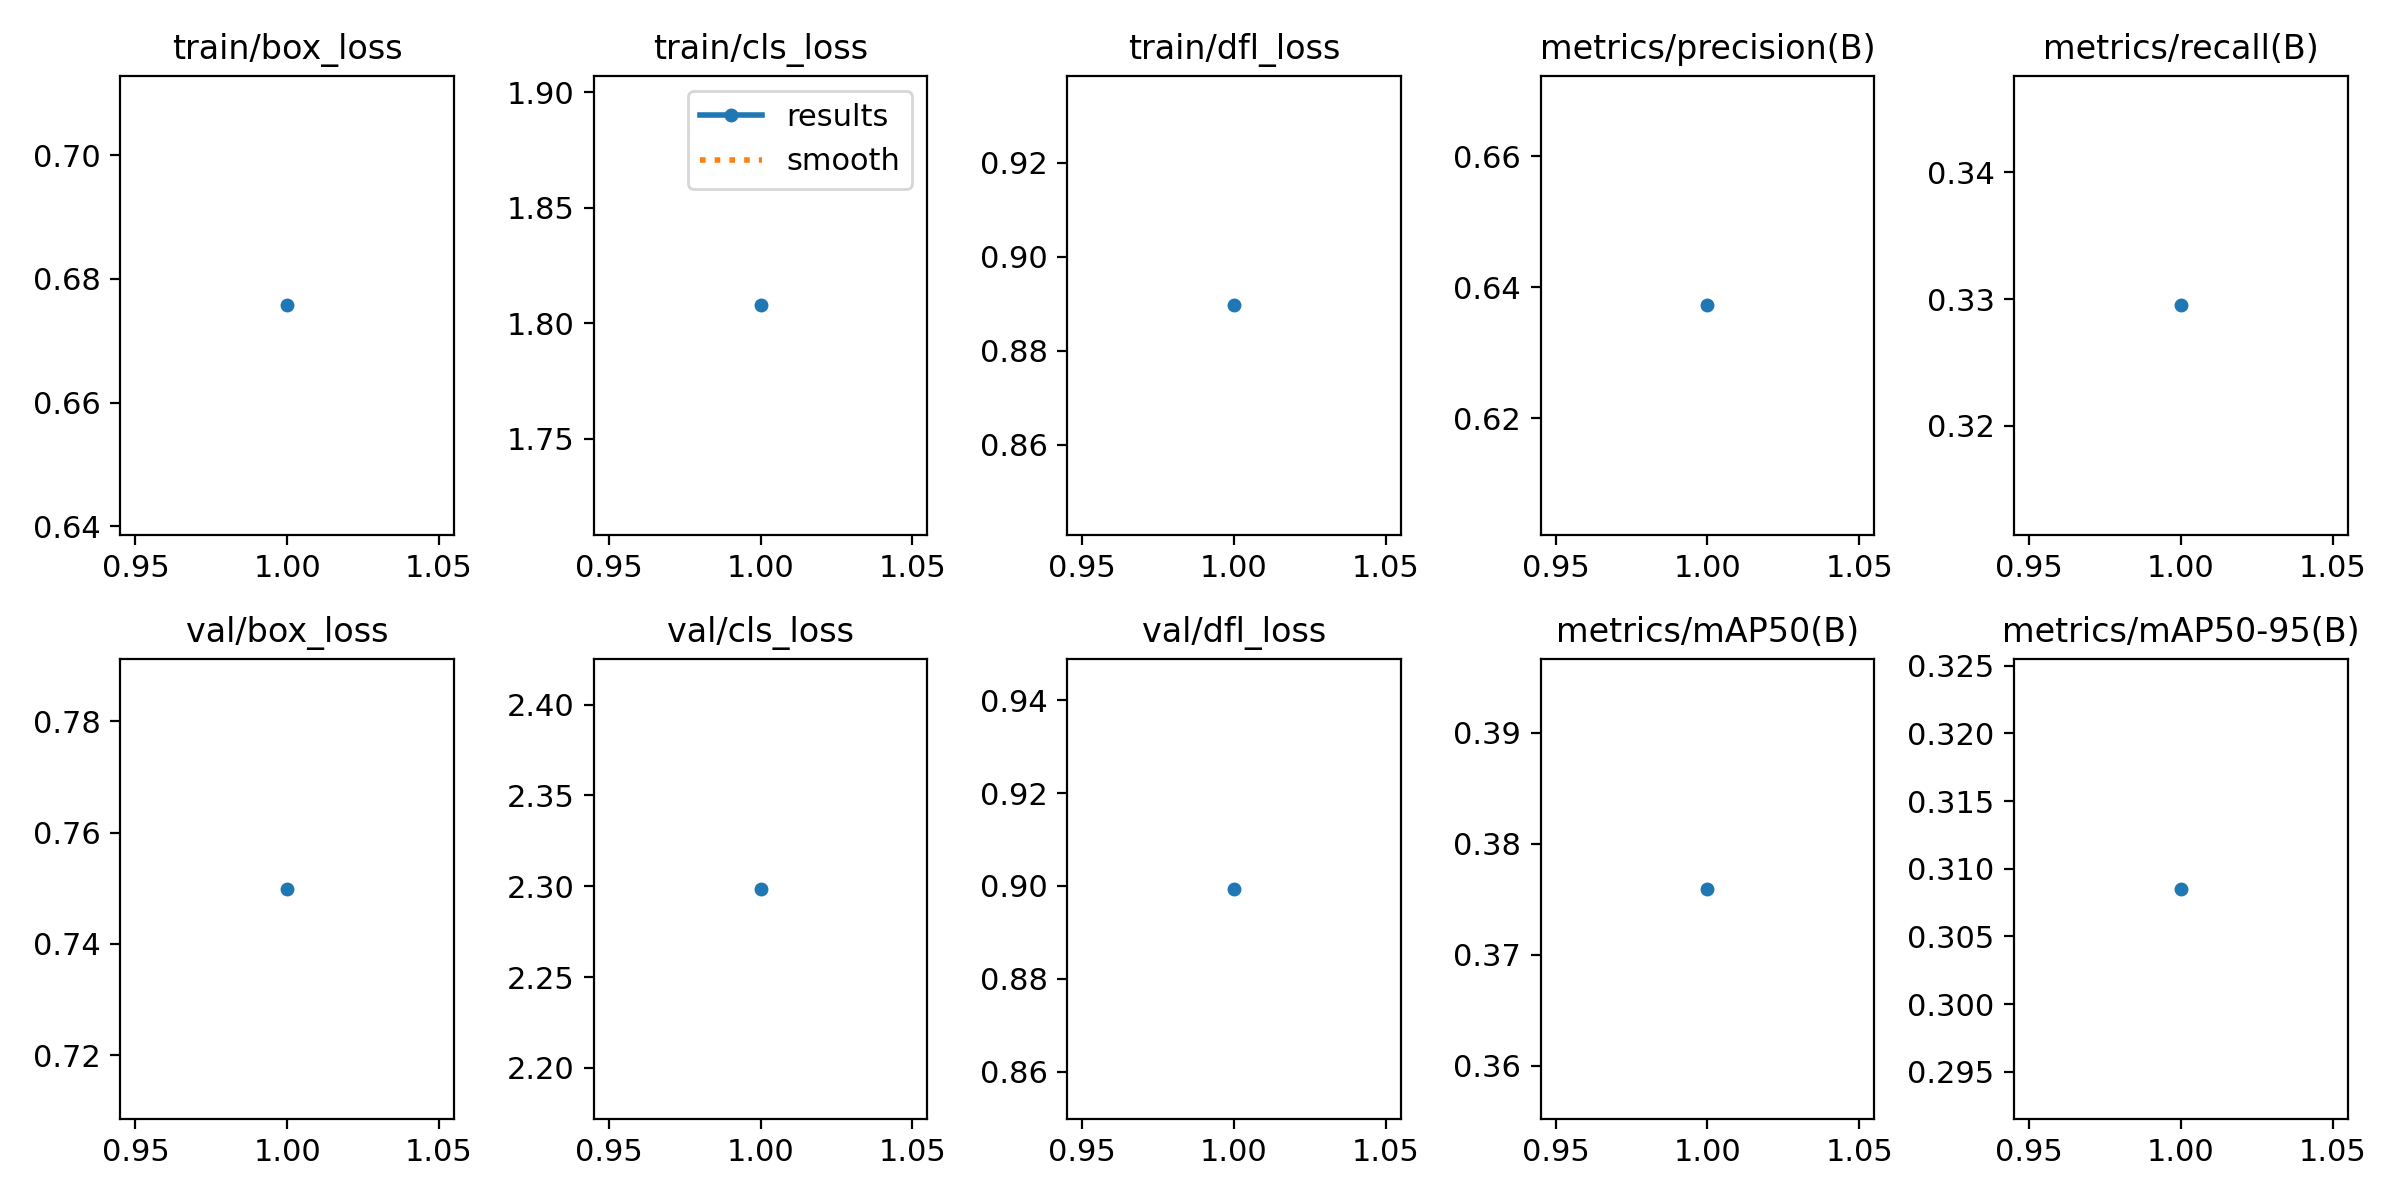 train/box_loss
0.70
0.68
0.66
0.64
0.95 1.00 1.05
train/cls_loss
results
smooth
1.90
1.85
1.80
1.75
0.95 1.00 1.05
train/dfl_loss
0.92
0.90
0.88
0.86
0.95 1.00 1.05
metrics/precision(B)
0.66
0.64
0.62
0.95 1.00 1.05
metrics/recall(B)
0.34
0.33
0.32
0.95 1.00 1.05
val/box_loss
0.78
0.76
0.74
0.72
0.95 1.00 1.05
val/cls_loss
2.40
2.35
2.30
2.25
2.20
0.95 1.00 1.05
val/dfl_loss
0.94
0.92
0.90
0.88
0.86
0.95 1.00 1.05
metrics/mAP50(B)
0.39
0.38
0.37
0.36
0.95 1.00 1.05
metrics/mAP50-95(B)
0.325
0.320
0.315
0.310
0.305
0.300
0.295
0.95 1.00 1.05